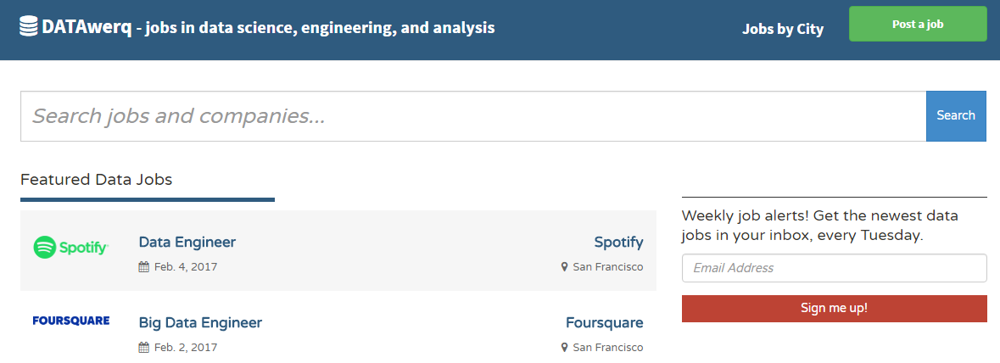 DATAwerq - jobs in data science, engineering, and analysis
Jobs by City
Post a job
Search jobs and companies...
Search
Featured Data Jobs
Spotify
Data Engineer
Spotify
Feb. 4, 2017
San Francisco
FOURSQUARE
Big Data Engineer
Foursquare
Feb. 2, 2017
San Francisco
Weekly job alerts! Get the newest data
jobs in your inbox, every Tuesday.
Email Address
Sign me up!